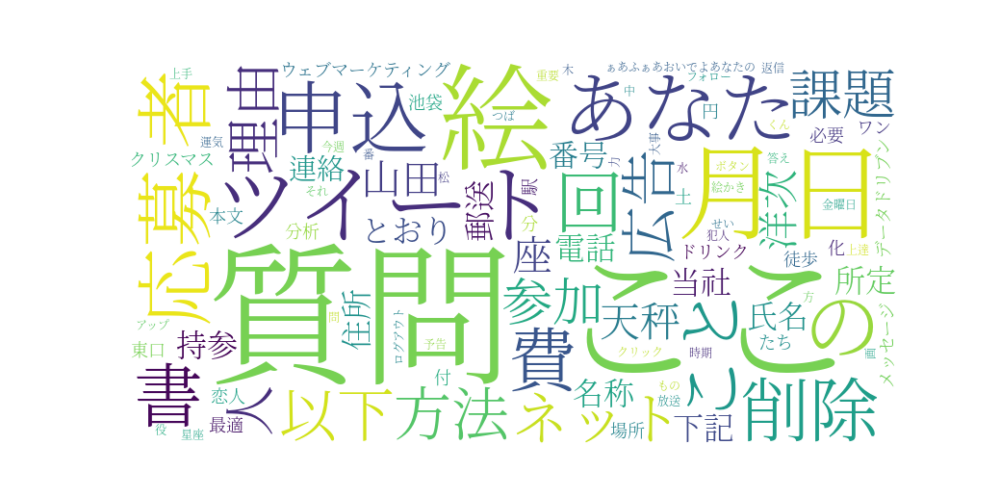 質問
ここ
この
絵
月
日
あなた
ツイート
申込
応募
者
削除
書
回
こと
広告
理由
課題
費
以下
方法
ネット
参加
人
山田
洋次
座
天秤
番号
電話
郵送
とおり
連絡
住所
持参
当社
所定
氏名
名称
下記
たち
必要
ワン
円
土
化
徒歩
ドリンク
池袋
駅
ウェブマーケティング
クリスマス
本文
分析
分
東口
恋人
最適
付
場所
データドリブン
メッセージ
ぁあふぁあおいでよあなたの
返信
フォロー
重要
木
中
つば
くん
上手
運気
今週
番
それ
松
力
大事
水
ボタン
答え
絵かき
金曜日
せい
犯人
上達
方
画
アップ
問
ログアウト
予告
クリック
時期
もの
放送
役
星座